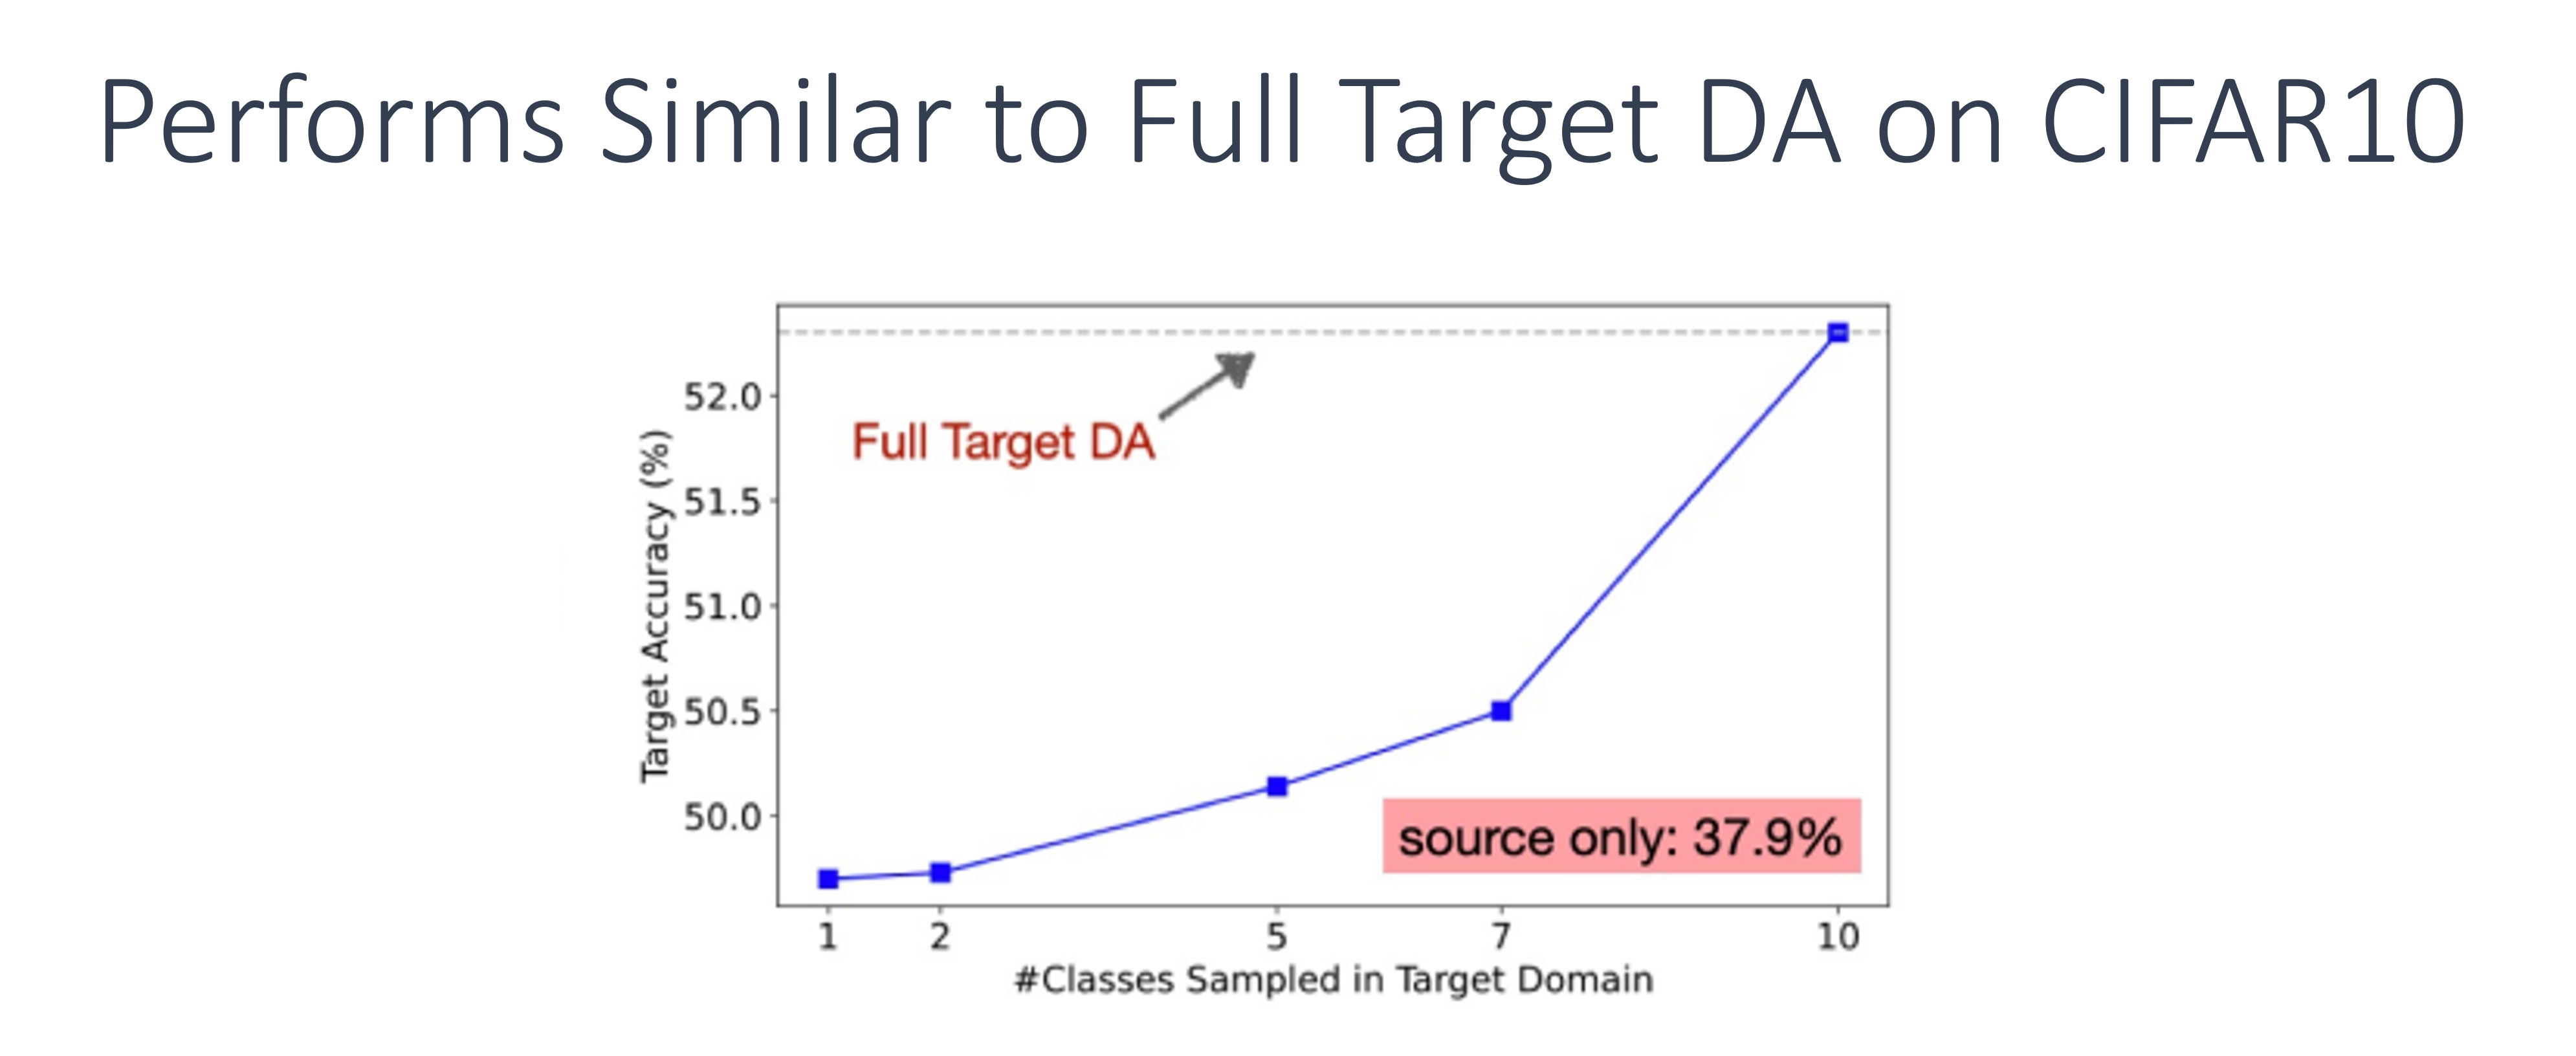 Performs Similar to Full Target DA on CIFAR10
Full Target DA
Target Accuracy (%)
52.0
51.5
51.0
50.5
50.0
source only: 37.9%
1 2 5 7 10
#Classes Sampled in Target Domain